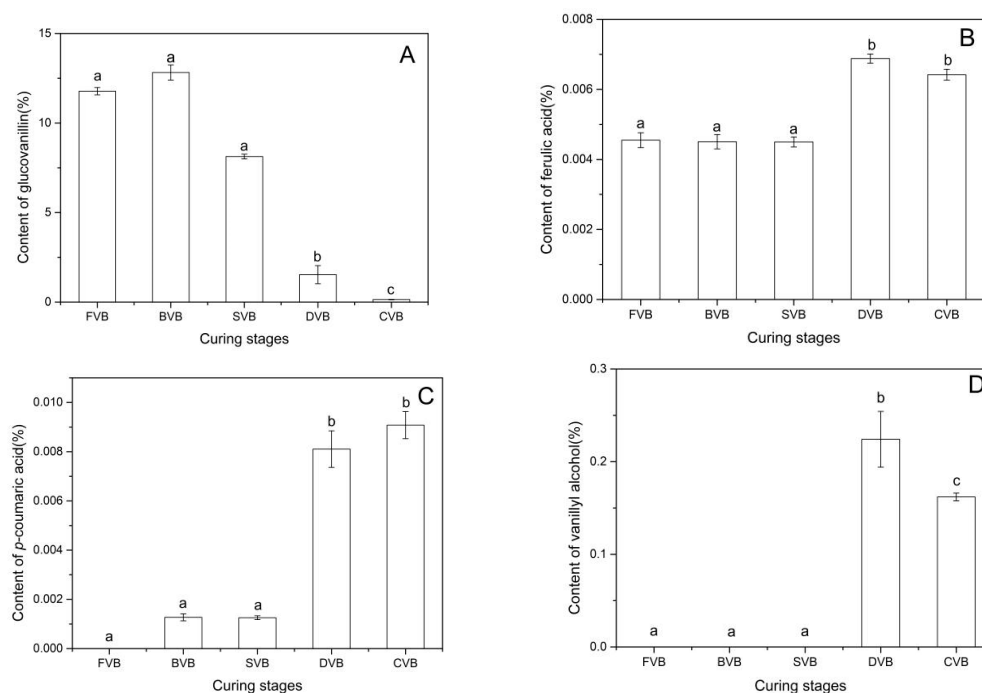 A
Content of glucovanillin(%)
15
10
5
0
a
a
a
b
c
FVB BVB SVB DVB CVB
Curing stages
B
Content of ferulic acid(%)
0.008
0.006
0.004
0.002
0.000
a
a
a
b
b
FVB BVB SVB DVB CVB
Curing stages
C
Content of p-coumaric acid(%)
0.010
0.008
0.006
0.004
0.002
0.000
a
a
a
b
b
FVB BVB SVB DVB CVB
Curing stages
D
Content of vanillyl alcohol(%)
0.3
0.2
0.1
0.0
a
a
a
b
c
FVB BVB SVB DVB CVB
Curing stages